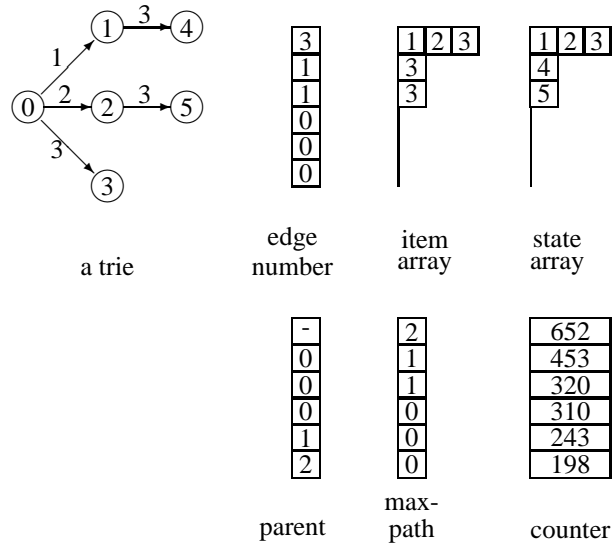 1 3 4
3 1 2 3 1 2 3
1 1 3 4
0 2 2 3 5 1 3 5
0
3 0
3 0
edge item state
a trie number array array
- 2 652
0 1 453
0 1 320
0 0 310
1 0 243
2 0 198
max-
parent path counter